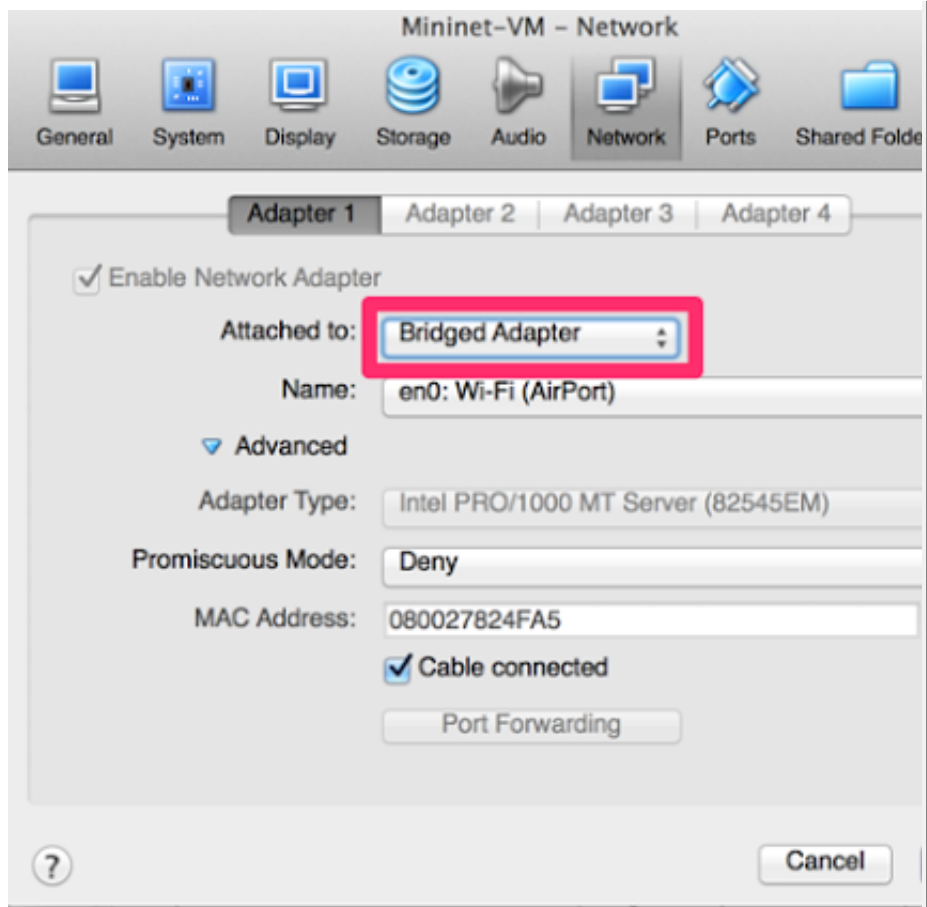 Mininet-VM – Network
General System Display Storage Audio Network Ports Shared Folde
Adapter 1 Adapter 2 Adapter 3 Adapter 4
Enable Network Adapter
Attached to: Bridged Adapter
Name: en0: Wi-Fi (AirPort)
Advanced
Adapter Type: Intel PRO/1000 MT Server (82545EM)
Promiscuous Mode: Deny
MAC Address: 080027824FA5
Cable connected
Port Forwarding
? Cancel